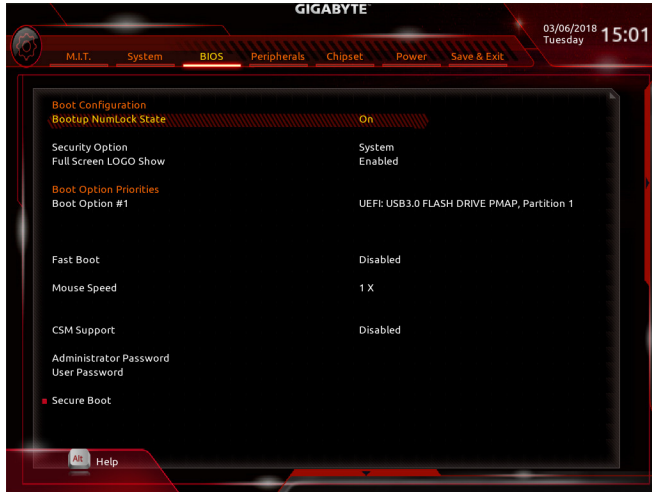 GIGABYTE™
03/06/2018 Tuesday 15:01
M.I.T. System BIOS Peripherals Chipset Power Save & Exit
Boot Configuration
Bootup NumLock State On
Security Option System
Full Screen LOGO Show Enabled
Boot Option Priorities
Boot Option #1 UEFI: USB3.0 FLASH DRIVE PMAP, Partition 1
Fast Boot Disabled
Mouse Speed 1 X
CSM Support Disabled
Administrator Password
User Password
Secure Boot
Alt Help